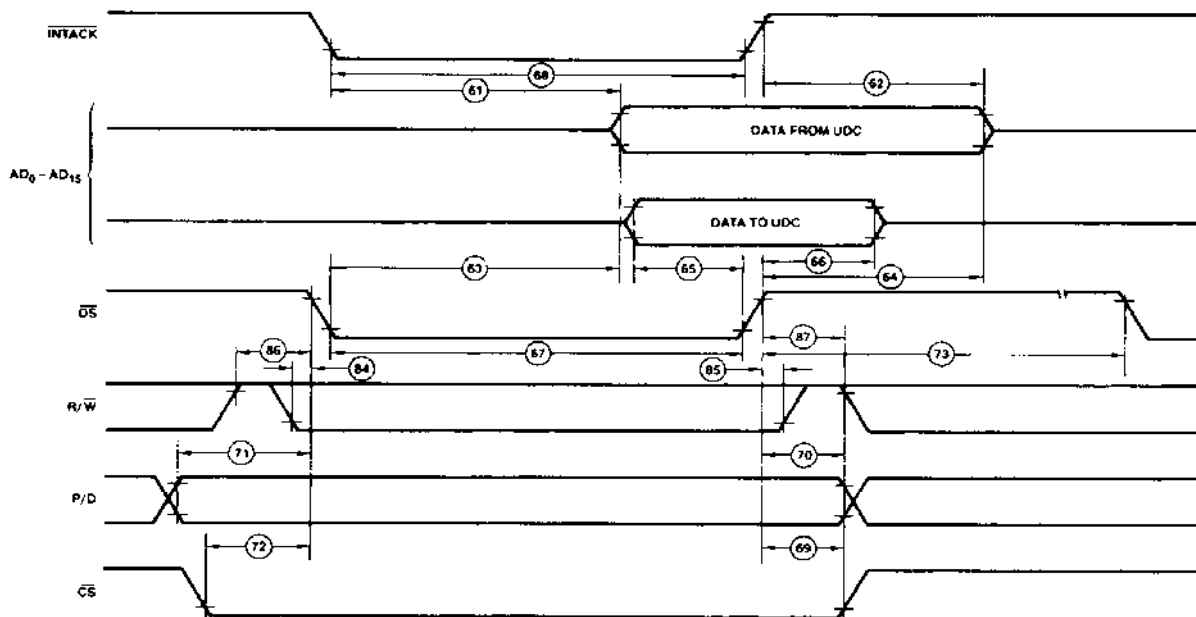 INTACK
68
61
62
DATA FROM UDC
AD0 – AD15
DATA TO UDC
63
65
66
64
DS
67
87
73
86
84
85
R/W
71
70
P/D
72
69
CS